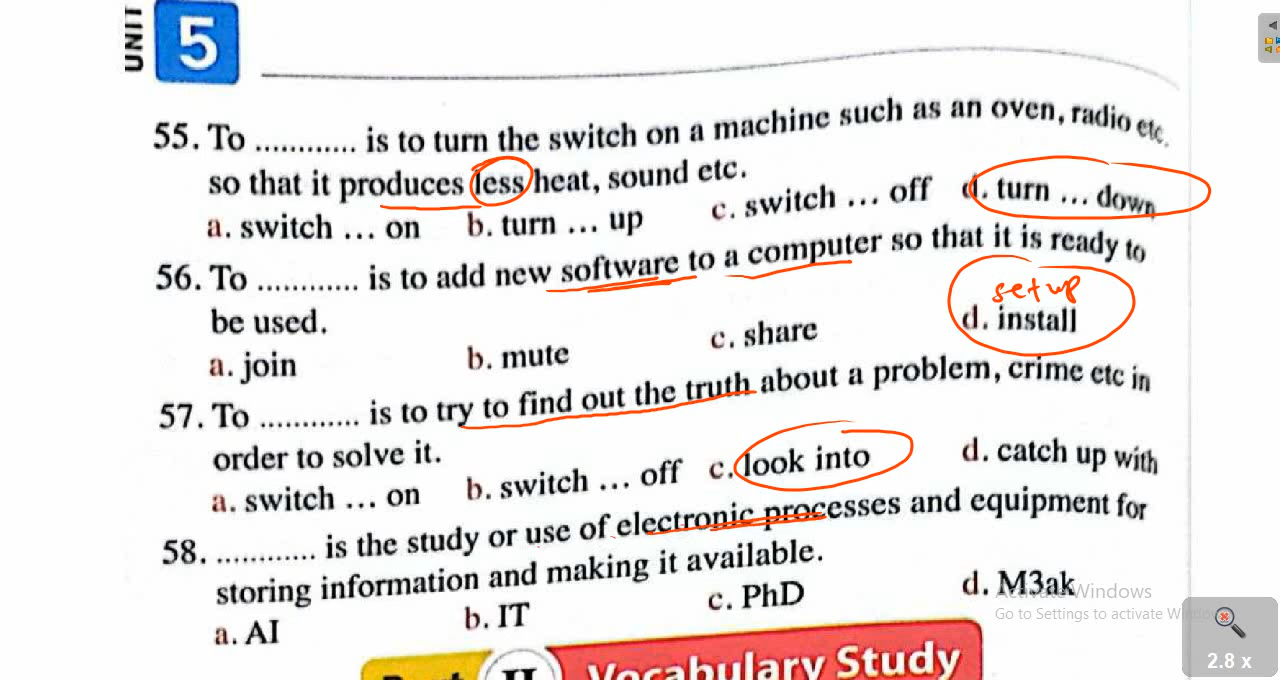 UNIT
5
55. To ............ is to turn the switch on a machine such as an oven, radio etc.
so that it produces less heat, sound etc.
a. switch ... on b. turn ... up c. switch ... off d. turn ... down
56. To ............ is to add new software to a computer so that it is ready to
be used.
set up
a. join b. mute c. share d. install
57. To ............ is to try to find out the truth about a problem, crime etc in
order to solve it.
a. switch ... on b. switch ... off c. look into d. catch up with
58. ............ is the study or use of electronic processes and equipment for
storing information and making it available.
a. AI b. IT c. PhD d. M3ak
Activate Windows
Go to Settings to activate Windows
Part II Vocabulary Study
2.8 x